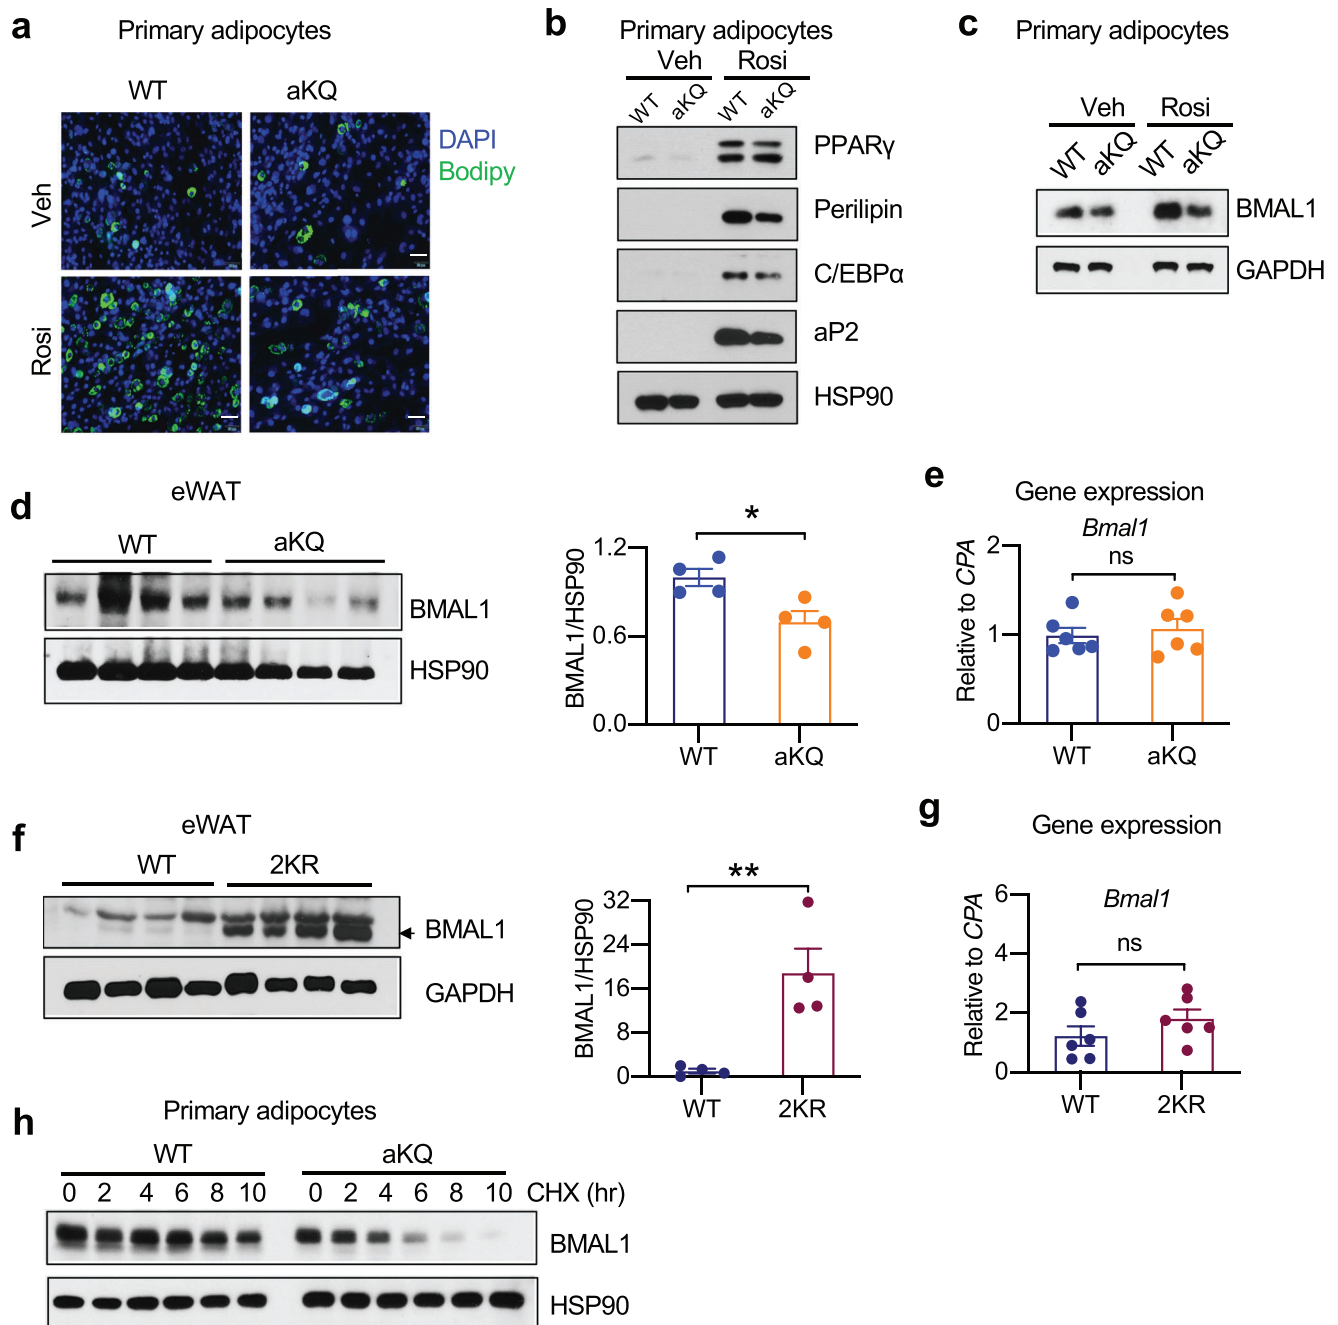 a
Primary adipocytes
WT aKQ
DAPI
Bodipy
Veh
Rosi
b
Primary adipocytes
Veh Rosi
WT aKQ WT aKQ
PPARγ
Perilipin
C/EBPα
aP2
HSP90
c
Primary adipocytes
Veh Rosi
WT aKQ WT aKQ
BMAL1
GAPDH
d
eWAT
WT aKQ
BMAL1
HSP90
*
BMAL1/HSP90
1.2
0.6
0.0
WT aKQ
e
Gene expression
Bmal1
ns
Relative to CPA
2
1
0
WT aKQ
f
eWAT
WT 2KR
BMAL1
GAPDH
**
BMAL1/HSP90
32
24
16
8
0
WT 2KR
g
Gene expression
Bmal1
ns
Relative to CPA
6
4
2
0
WT 2KR
h
Primary adipocytes
WT aKQ
0 2 4 6 8 10 0 2 4 6 8 10 CHX (hr)
BMAL1
HSP90